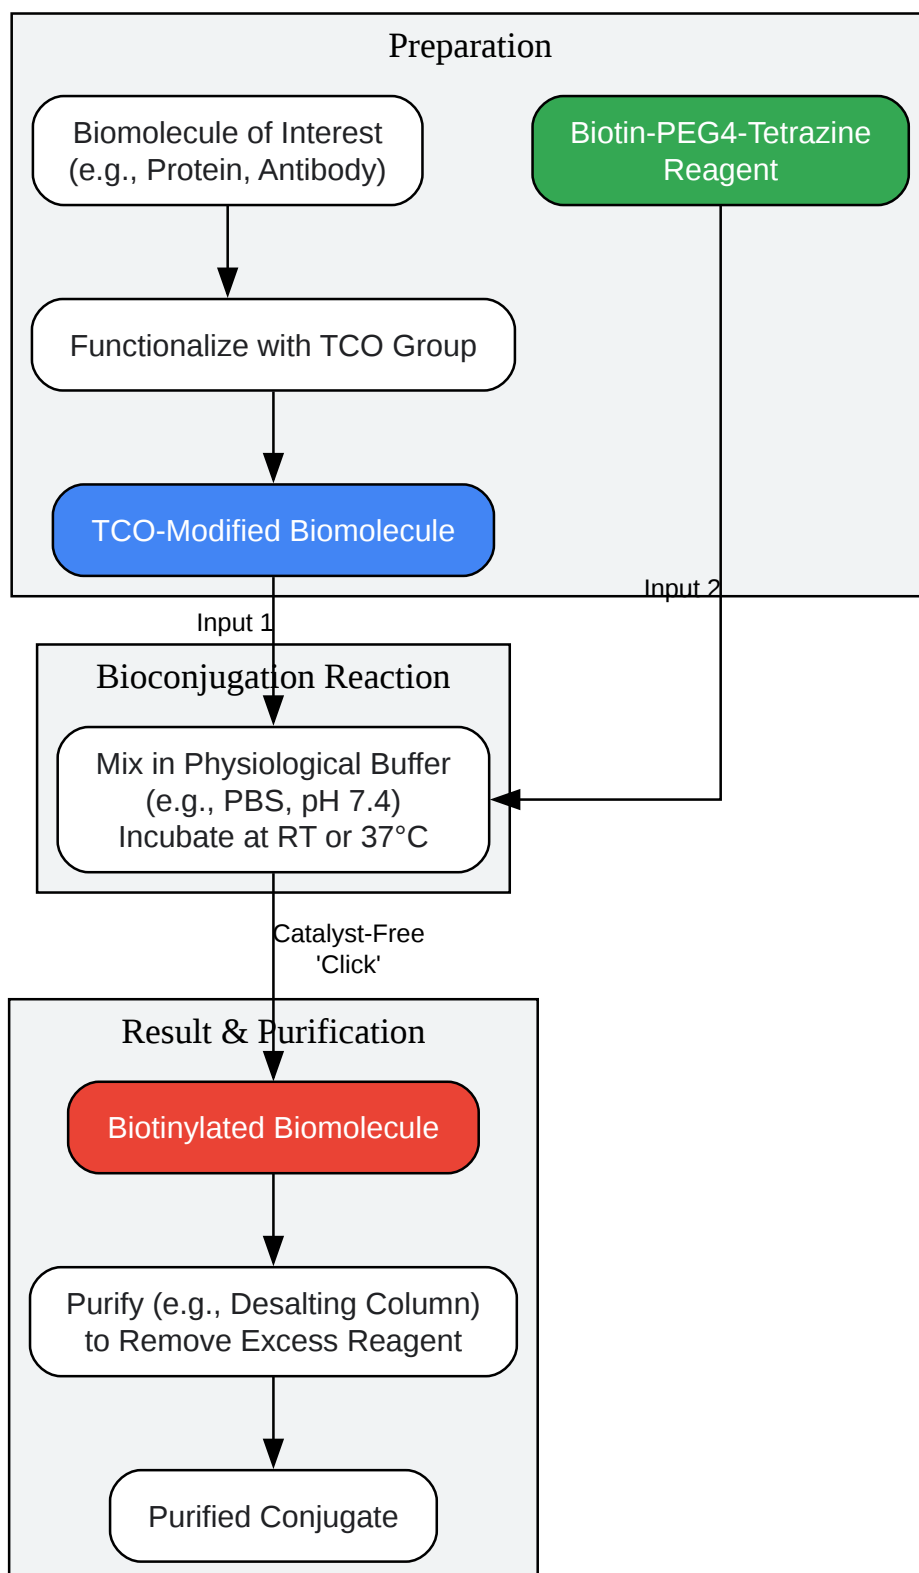 Preparation
Biomolecule of Interest
(e.g., Protein, Antibody)
Biotin-PEG4-Tetrazine
Reagent
Functionalize with TCO Group
TCO-Modified Biomolecule
Input 2
Input 1
Bioconjugation Reaction
Mix in Physiological Buffer
(e.g., PBS, pH 7.4)
Incubate at RT or 37°C
Catalyst-Free
'Click'
Result & Purification
Biotinylated Biomolecule
Purify (e.g., Desalting Column)
to Remove Excess Reagent
Purified Conjugate